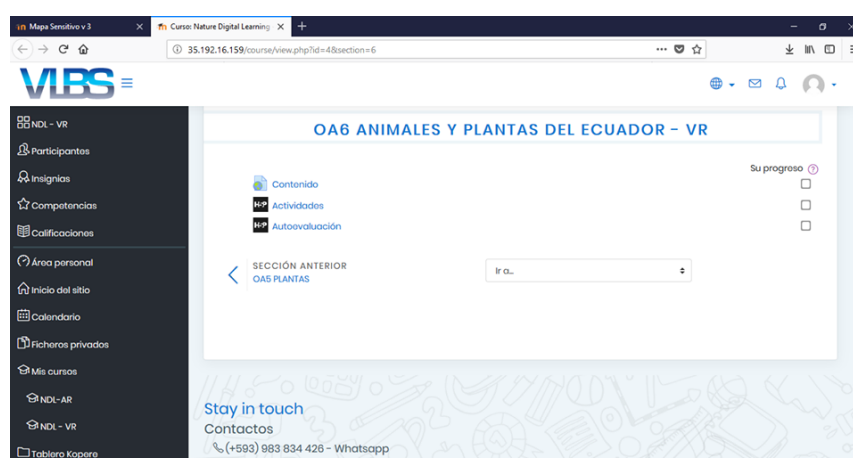 Mapa Sensitivo v 3
Curso: Nature Digital Learning
35.192.16.159/course/view.php?id=4&section=6
VLBS
NDL - VR
Participantes
Insignias
Competencias
Calificaciones
Área personal
Inicio del sitio
Calendario
Ficheros privados
Mis cursos
NDL-AR
NDL - VR
Tablero Kopere
OA6 ANIMALES Y PLANTAS DEL ECUADOR - VR
Su progreso
Contenido
H5P Actividades
H5P Autoevaluación
SECCIÓN ANTERIOR
OA5 PLANTAS
Ir a...
Stay in touch
Contactos
(+593) 983 834 426 - Whatsapp